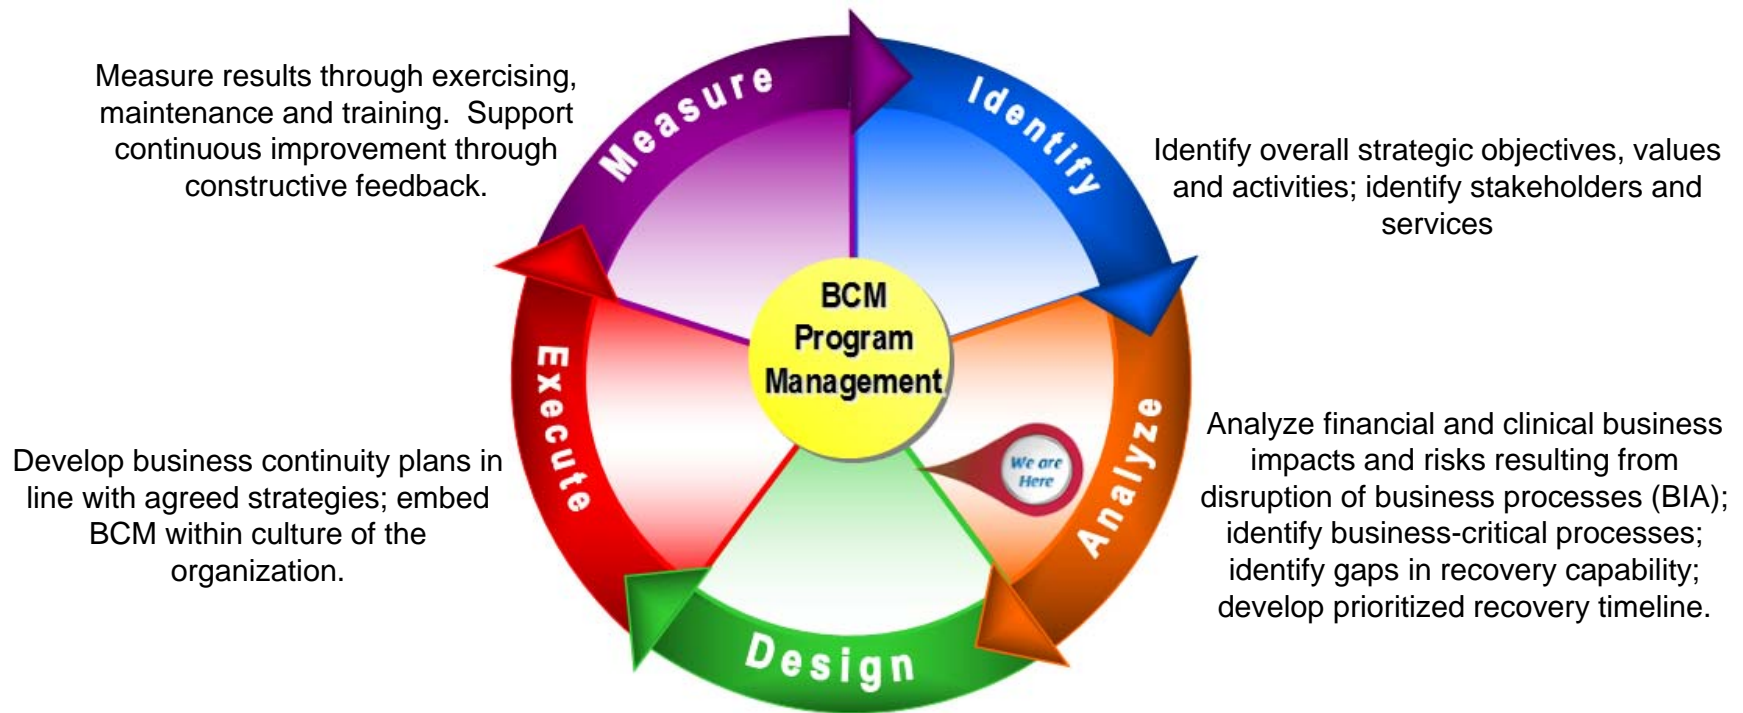 Measure results through exercising,
maintenance and training.  Support
continuous improvement through
constructive feedback.
Measure
Identify
Identify overall strategic objectives, values
and activities; identify stakeholders and
services
BCM
Program
Management
Execute
Develop business continuity plans in
line with agreed strategies; embed
BCM within culture of the
organization.
We are
Here
Analyze
Analyze financial and clinical business
impacts and risks resulting from
disruption of business processes (BIA);
identify business-critical processes;
identify gaps in recovery capability;
develop prioritized recovery timeline.
Design